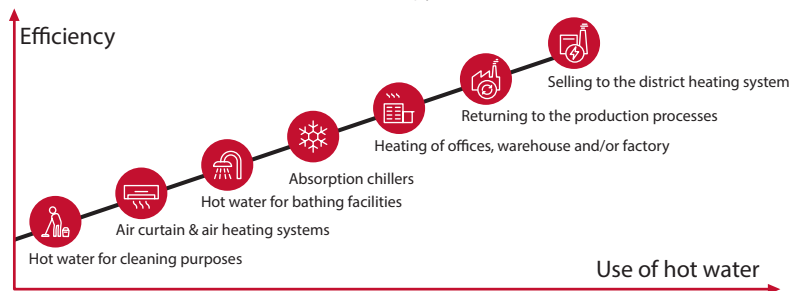 Efficiency
Selling to the district heating system
Returning to the production processes
Heating of offices, warehouse and/or factory
Absorption chillers
Hot water for bathing facilities
Air curtain & air heating systems
Hot water for cleaning purposes
Use of hot water